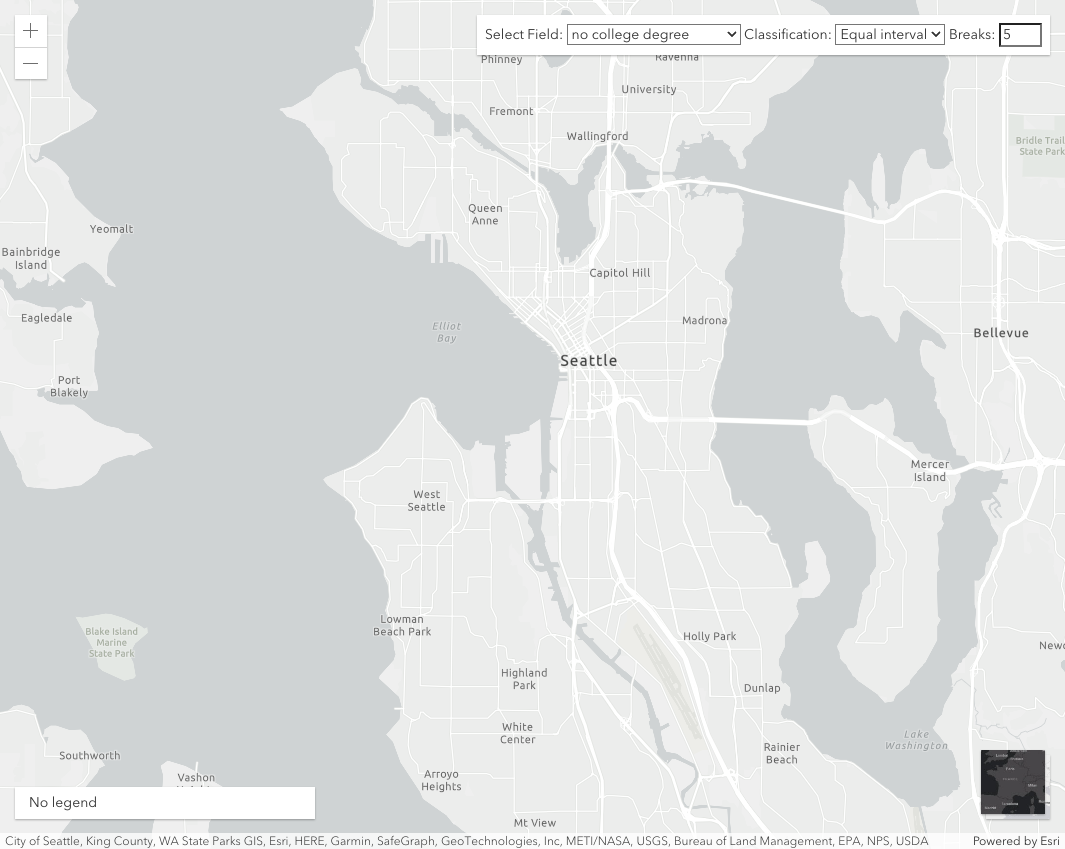 Select Field: no college degree Classification: Equal interval Breaks: 5
Phinney
Ravenna
University
Fremont
Wallingford
Bridle Trail
State Park
Queen
Anne
Yeomalt
Bainbridge
Island
Capitol Hill
Eagledale
Elliot
Bay
Madrona
Bellevue
Seattle
Port
Blakely
Mercer
Island
West
Seattle
Lowman
Beach Park
Blake Island
Marine
State Park
Holly Park
Newc
Highland
Park
Dunlap
White
Center
Lake
Washington
Rainier
Beach
Southworth
Vashon
Arroyo
Heights
No legend
Mt View
City of Seattle, King County, WA State Parks GIS, Esri, HERE, Garmin, SafeGraph, GeoTechnologies, Inc, METI/NASA, USGS, Bureau of Land Management, EPA, NPS, USDA
Powered by Esri